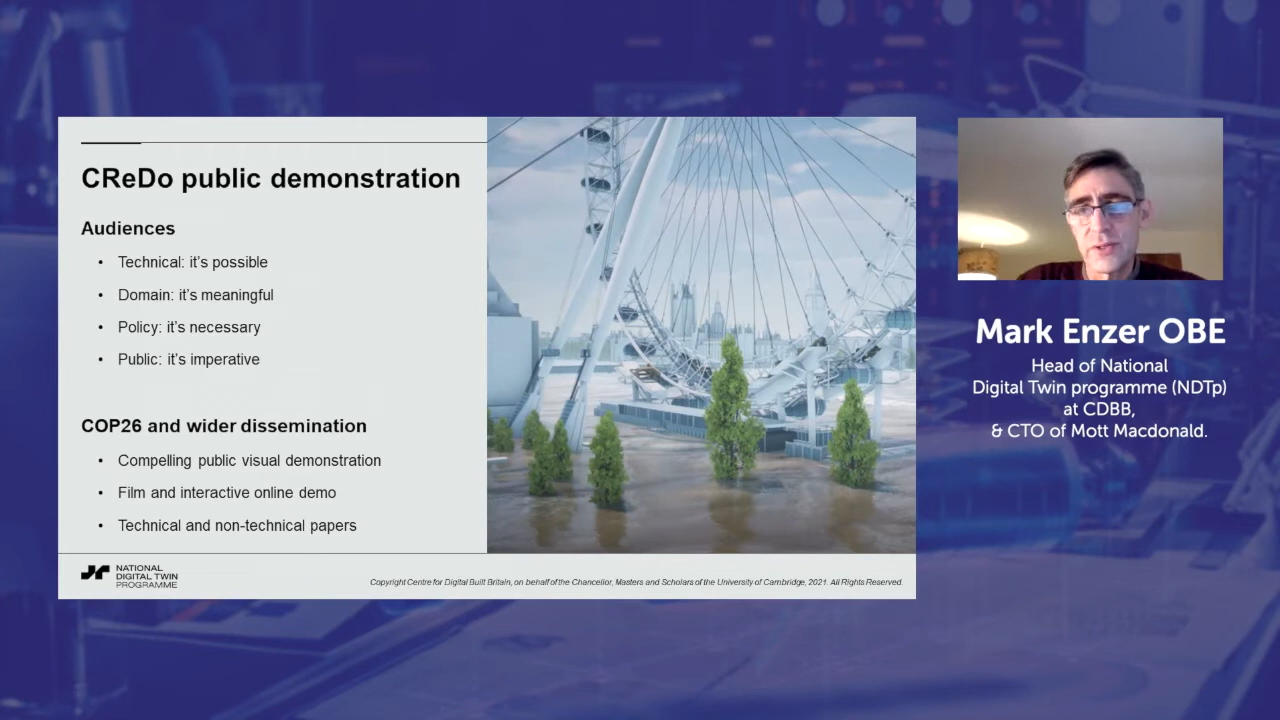 CReDo public demonstration
Audiences
• Technical: it's possible
• Domain: it's meaningful
• Policy: it's necessary
• Public: it's imperative
COP26 and wider dissemination
• Compelling public visual demonstration
• Film and interactive online demo
• Technical and non-technical papers
NATIONAL
DIGITAL TWIN
PROGRAMME
Copyright Centre for Digital Built Britain, on behalf of the Chancellor, Masters and Scholars of the University of Cambridge, 2021. All Rights Reserved.
Mark Enzer OBE
Head of National
Digital Twin programme (NDTp)
at CDBB,
& CTO of Mott Macdonald.